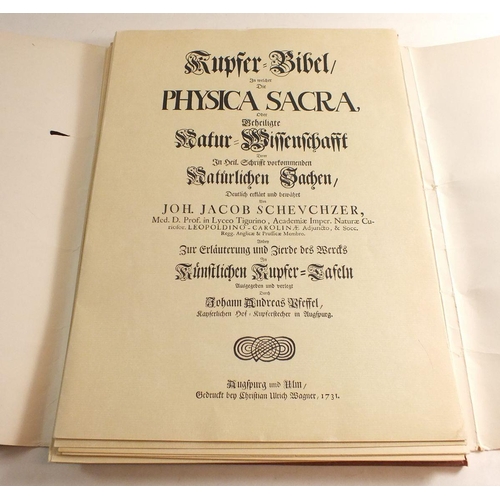 Kupfer-Bibel/
In welcher
Die
PHYSICA SACRA,
Oder
Geheiligte
Natur-Wissenschafft
Derer
In Heil. Schrifft vorkommenden
Natürlichen Sachen/
Deutlich erklärt und bewährt
Von
JOH. JACOB SCHEVCHZER,
Med. D. Prof. in Lyceo Tigurino, Academiæ Imper. Naturæ Cu-
riosor. LEOPOLDINO-CAROLINÆ Adjuncto, & Socc.
Regg. Anglicæ & Prussicæ Membro.
Anbey
Zur Erläuterung und Zierde des Wercks
In
Künstlichen Kupfer-Tafeln
Ausgegeben und verlegt
Durch
Johann Andreas Pfeffel,
Kayserlichen Hof-Kupferstecher in Augspurg.
Augspurg und Ulm/
Gedruckt bey Christian Ulrich Wagner, 1731.